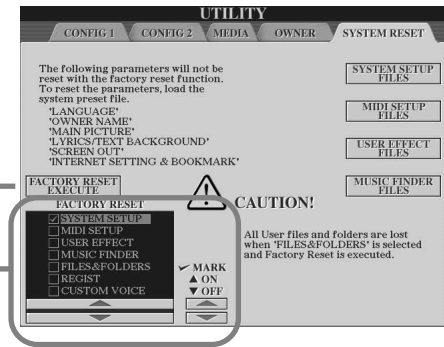 UTILITY
CONFIG 1 CONFIG 2 MEDIA OWNER SYSTEM RESET
The following parameters will not be
reset with the factory reset function.
To reset the parameters, load the
system preset file.
"LANGUAGE"
"OWNER NAME"
"MAIN PICTURE"
"LYRICS/TEXT BACKGROUND"
"SCREEN OUT"
"INTERNET SETTING & BOOKMARK"
SYSTEM SETUP
FILES
MIDI SETUP
FILES
USER EFFECT
FILES
MUSIC FINDER
FILES
FACTORY RESET
EXECUTE
CAUTION!
All User files and folders are lost
when "FILES&FOLDERS" is selected
and Factory Reset is executed.
FACTORY RESET
SYSTEM SETUP
MIDI SETUP
USER EFFECT
MUSIC FINDER
FILES&FOLDERS
REGIST
CUSTOM VOICE
MARK
▲ ON
▼ OFF